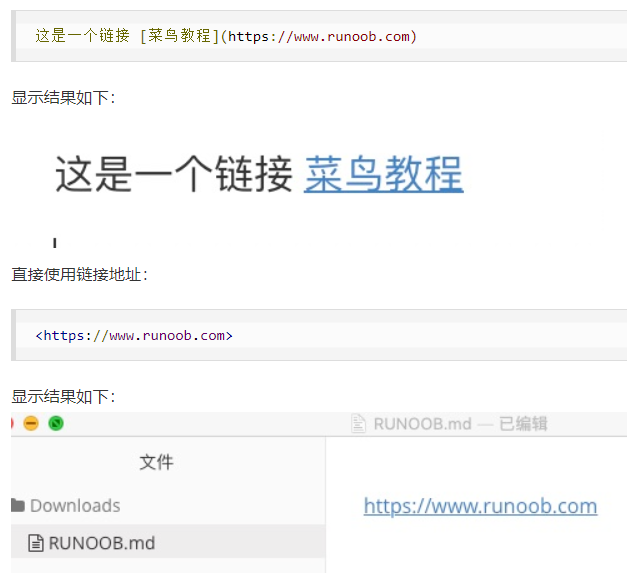 这是一个链接 [菜鸟教程](https://www.runoob.com)
显示结果如下：
这是一个链接 菜鸟教程
直接使用链接地址：
<https://www.runoob.com>
显示结果如下：
RUNOOB.md — 已编辑
文件
Downloads
https://www.runoob.com
RUNOOB.md